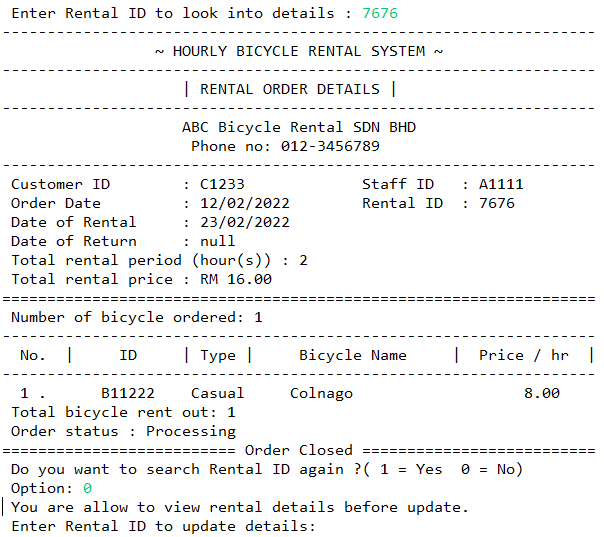 Enter Rental ID to look into details : 7676
------------------------------------------------------------------
~ HOURLY BICYCLE RENTAL SYSTEM ~
------------------------------------------------------------------
| RENTAL ORDER DETAILS |
------------------------------------------------------------------
ABC Bicycle Rental SDN BHD
Phone no: 012-3456789
------------------------------------------------------------------
Customer ID        : C1233             Staff ID   : A1111
Order Date         : 12/02/2022        Rental ID  : 7676
Date of Rental     : 23/02/2022
Date of Return     : null
Total rental period (hour(s)) : 2
Total rental price : RM 16.00
==================================================================
Number of bicycle ordered: 1
------------------------------------------------------------------
No.  |     ID      | Type |     Bicycle Name     |  Price / hr  |
------------------------------------------------------------------
1 .      B11222    Casual     Colnago                   8.00
Total bicycle rent out: 1
Order status : Processing
========================== Order Closed ==========================
Do you want to search Rental ID again ?( 1 = Yes  0 = No)
Option: 0
You are allow to view rental details before update.
Enter Rental ID to update details: